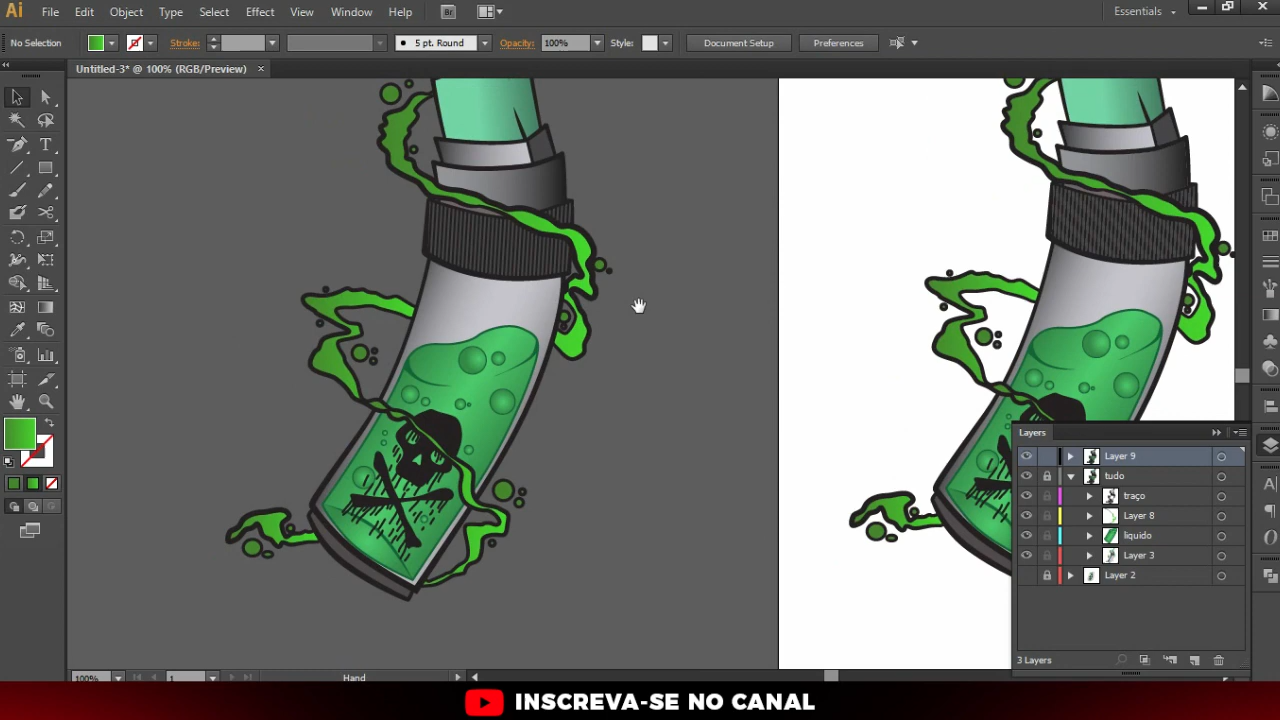 Ai File Edit Object Type Select Effect View Window Help Br Essentials
No Selection Stroke: 5 pt. Round Opacity: 100% Style: Document Setup Preferences
Untitled-3* @ 100% (RGB/Preview) ×
Layers
Layer 9
tudo
traço
Layer 8
liquido
Layer 3
Layer 2
3 Layers
100% 1 Hand
INSCREVA-SE NO CANAL